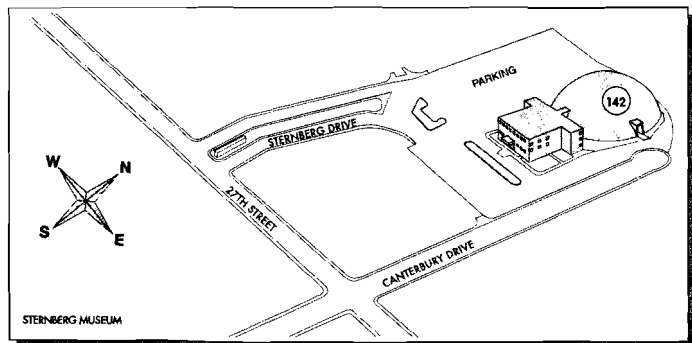 PARKING
142
STERNBERG DRIVE
W
N
27TH STREET
S
E
CANTERBURY DRIVE
STERNBERG MUSEUM